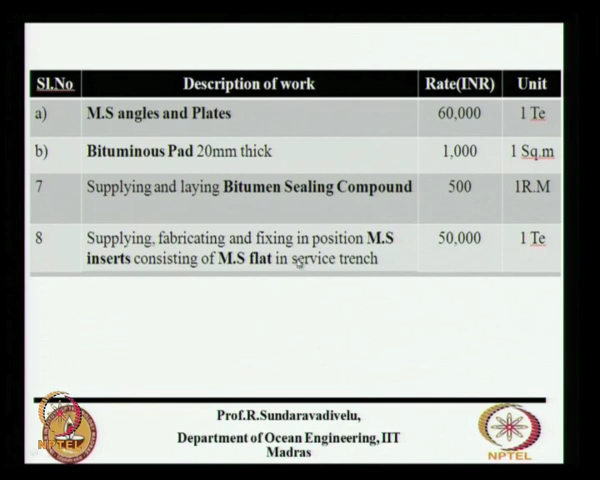 Sl.No Description of work Rate(INR) Unit
a) M.S angles and Plates 60,000 1 Te
b) Bituminous Pad 20mm thick 1,000 1 Sq.m
7 Supplying and laying Bitumen Sealing Compound 500 1R.M
8 Supplying, fabricating and fixing in position M.S 50,000 1 Te
inserts consisting of M.S flat in service trench
Prof.R.Sundaravadivelu,
Department of Ocean Engineering, IIT
Madras
NPTEL
NPTEL